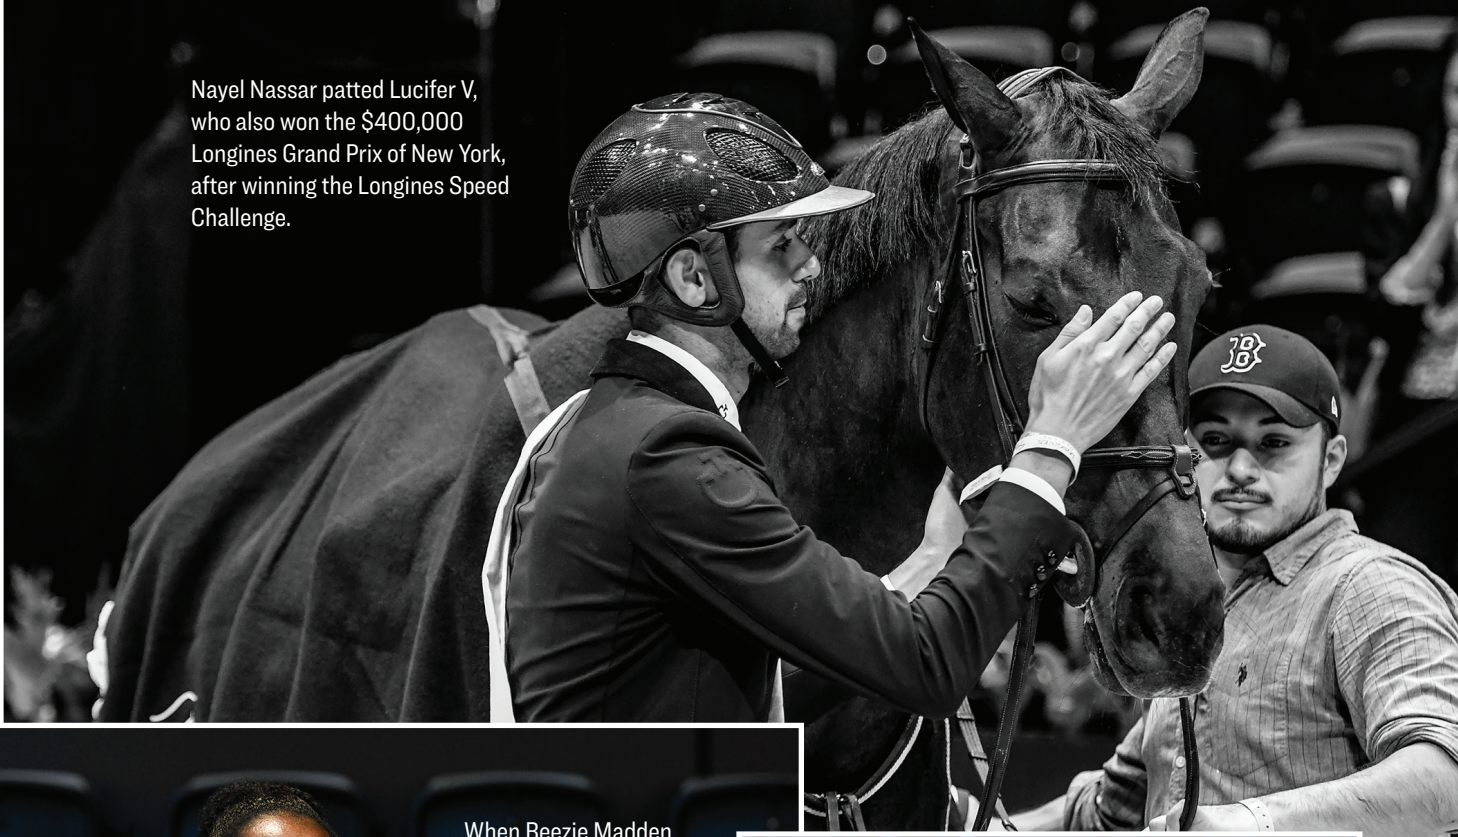 Nayel Nassar patted Lucifer V,
who also won the $400,000
Longines Grand Prix of New York,
after winning the Longines Speed
Challenge.
B
When Beezie Madden